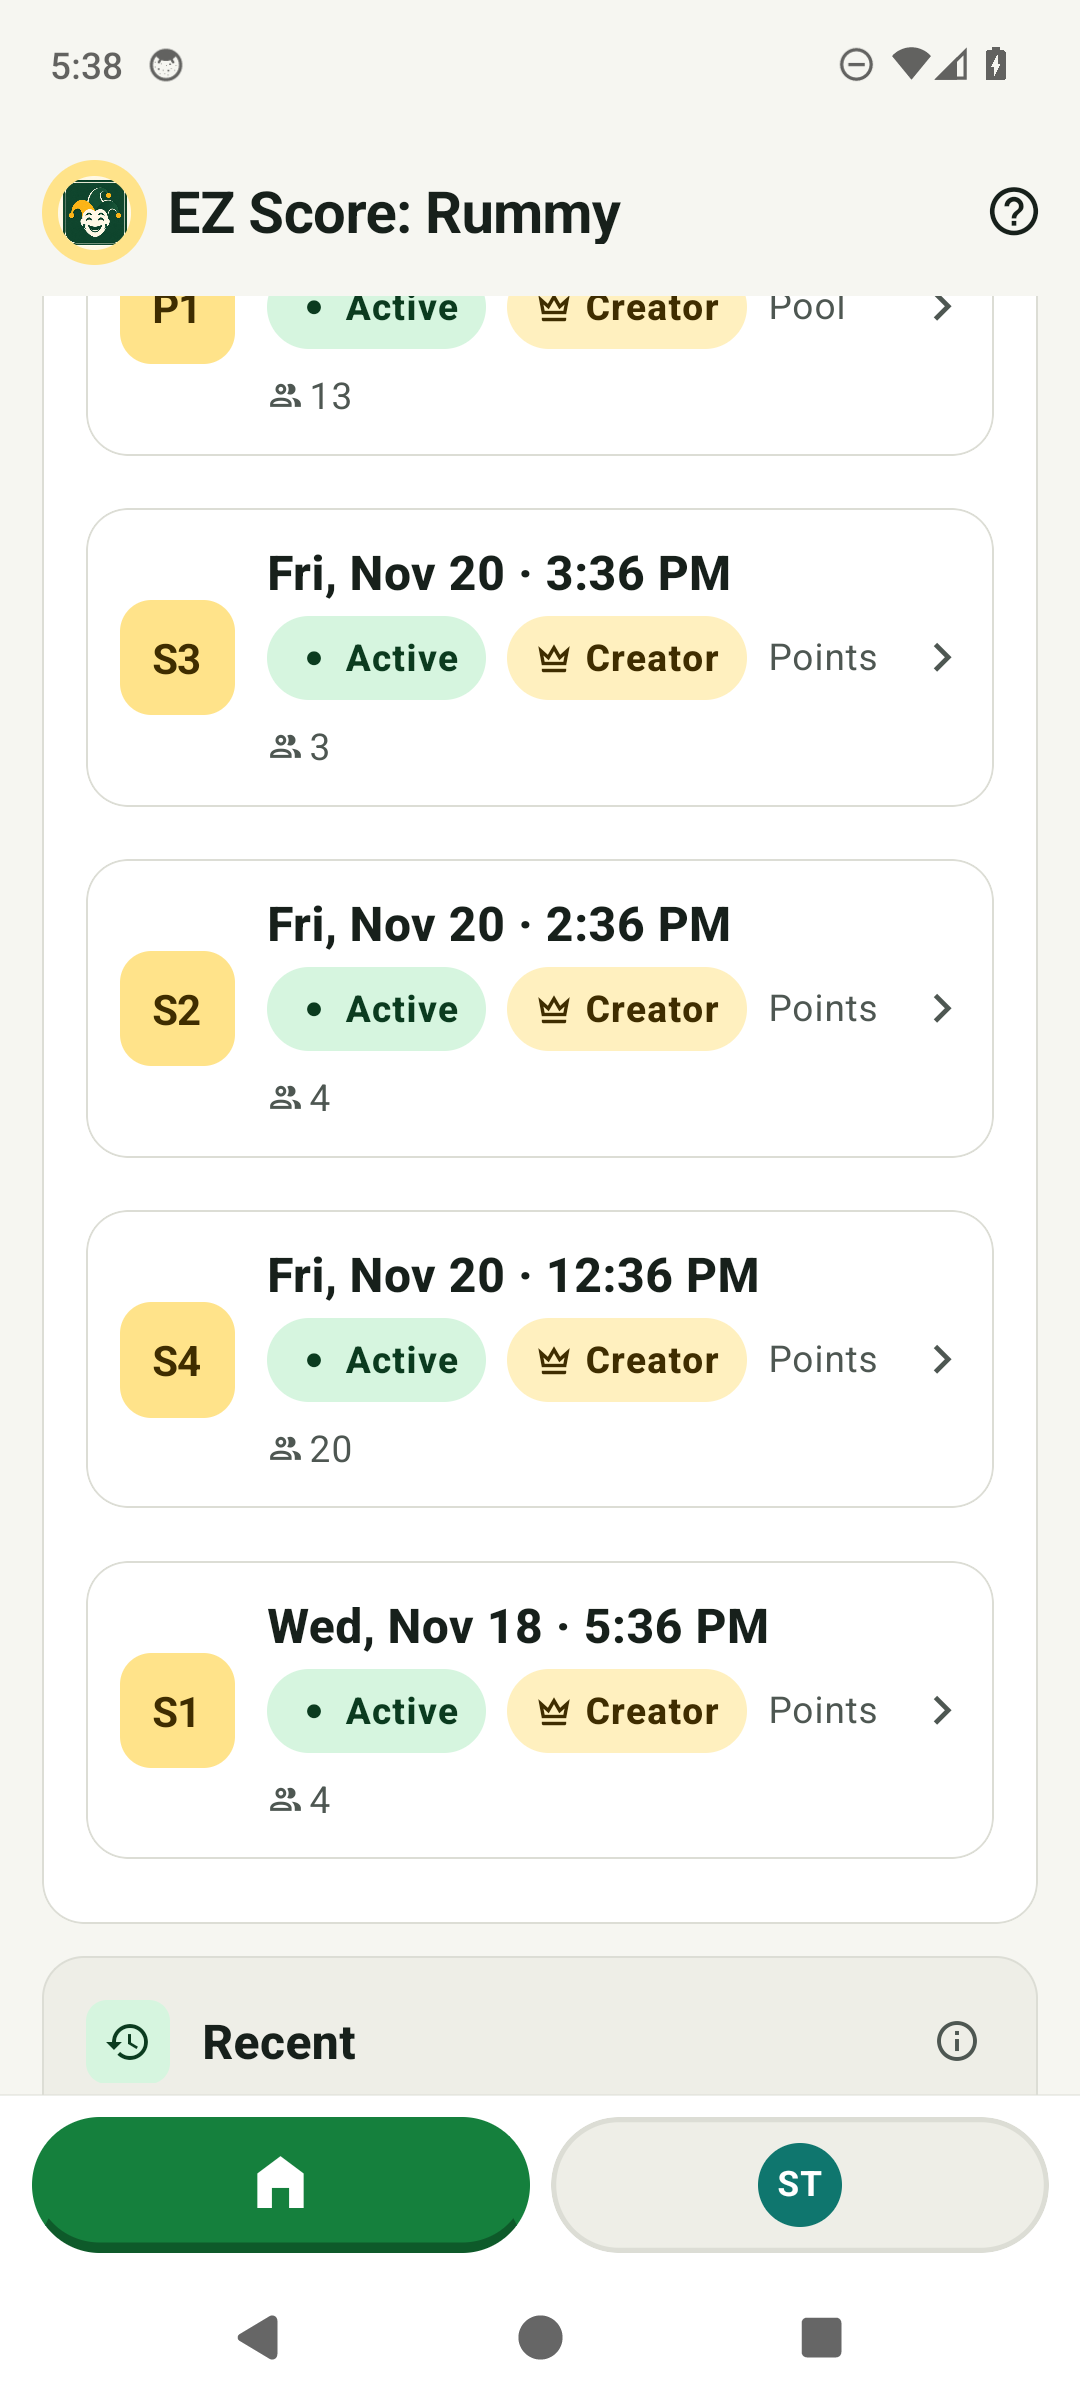 5:38
EZ Score: Rummy
P1
Active
Creator
Pool
13
Fri, Nov 20 · 3:36 PM
S3
Active
Creator
Points
3
Fri, Nov 20 · 2:36 PM
S2
Active
Creator
Points
4
Fri, Nov 20 · 12:36 PM
S4
Active
Creator
Points
20
Wed, Nov 18 · 5:36 PM
S1
Active
Creator
Points
4
Recent
ST